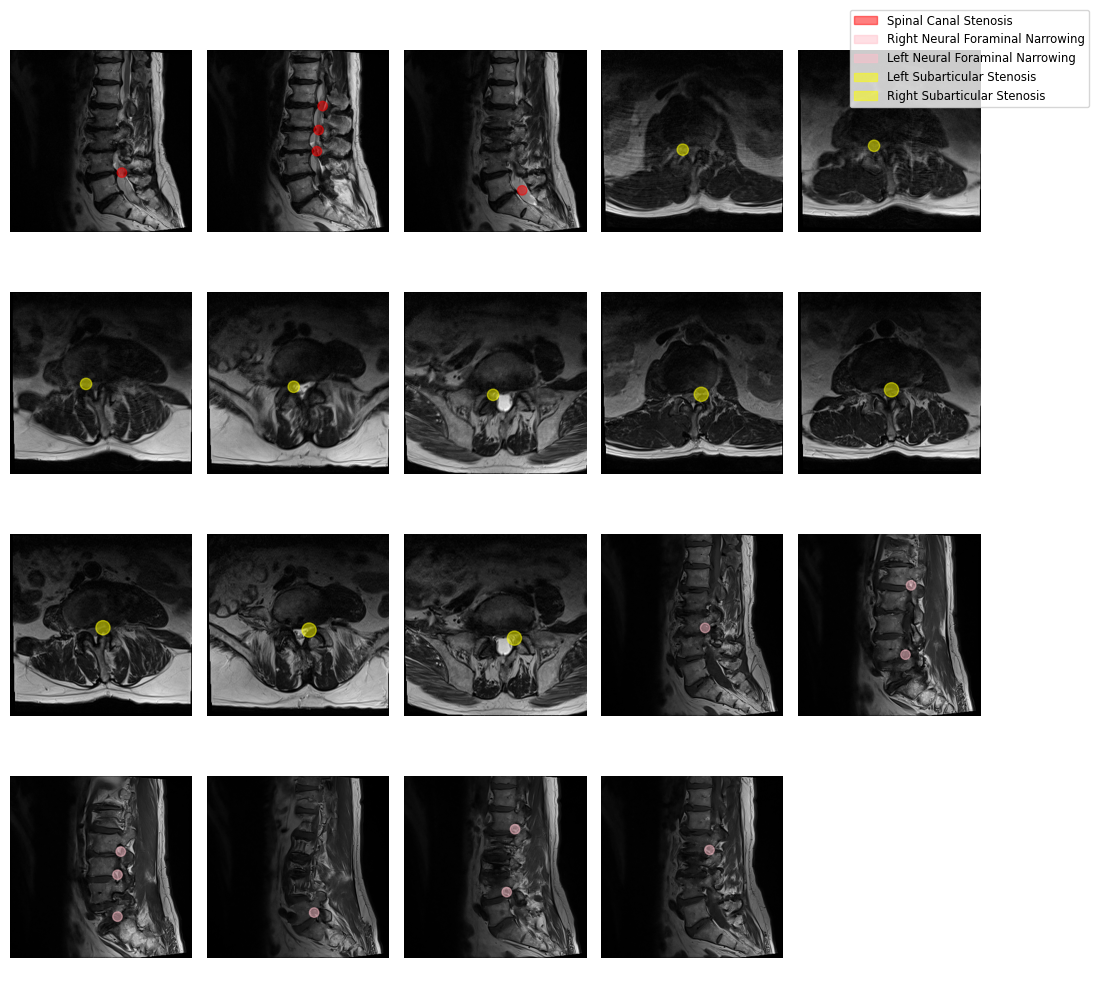 Spinal Canal Stenosis
Right Neural Foraminal Narrowing
Left Neural Foraminal Narrowing
Left Subarticular Stenosis
Right Subarticular Stenosis